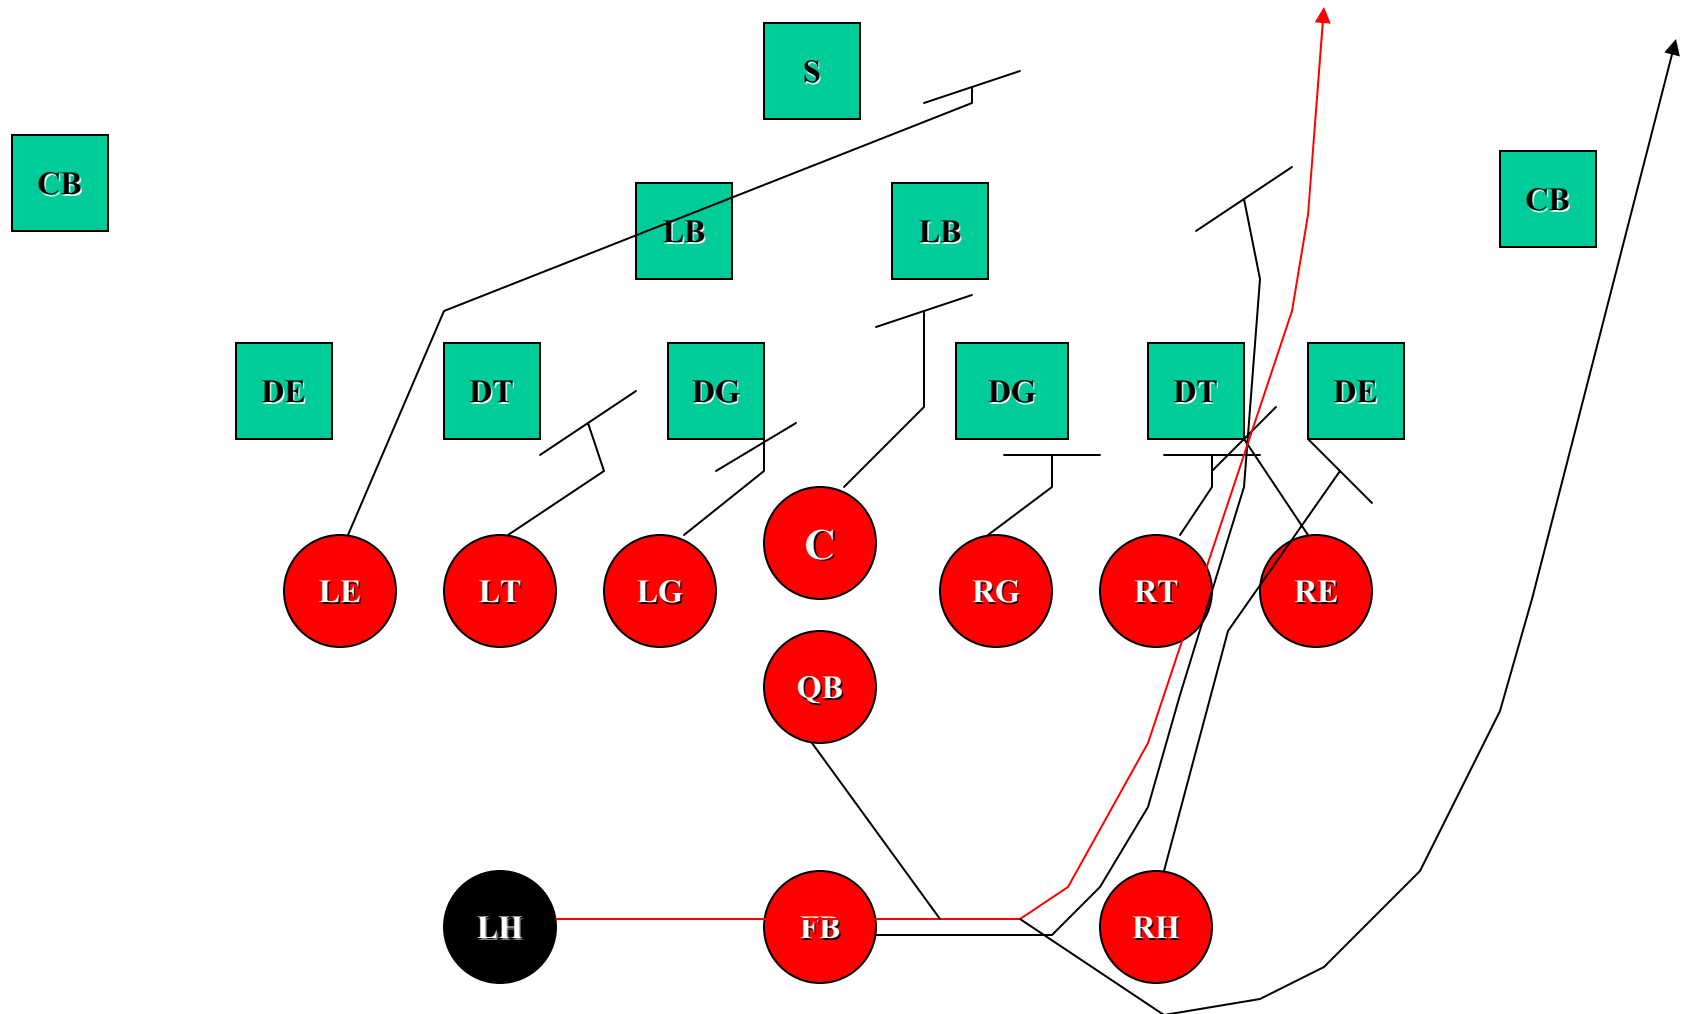 S
CB
CB
LB
LB
DE
DT
DG
DG
DT
DE
C
LE
LT
LG
RG
RT
RE
QB
LH
FB
RH